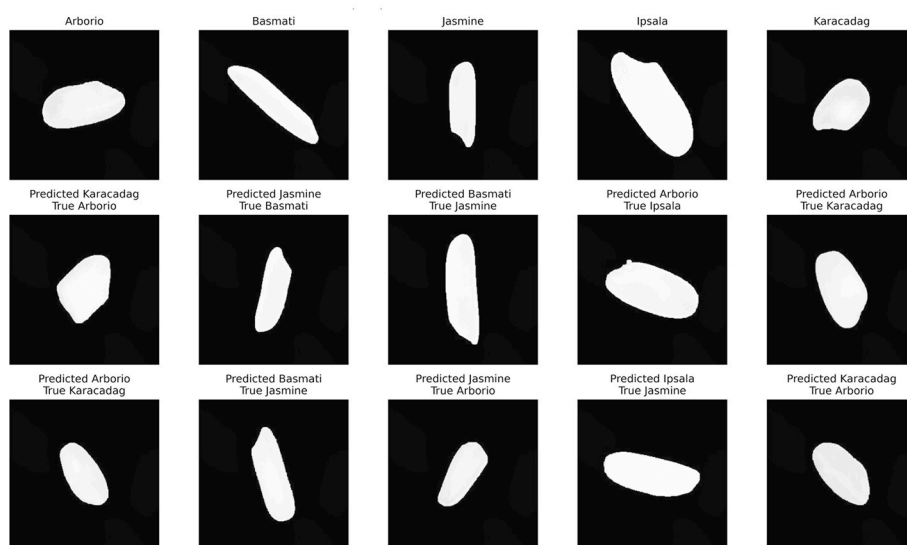 Arborio
Basmati
Jasmine
Ipsala
Karacadag
Predicted Karacadag
True Arborio
Predicted Jasmine
True Basmati
Predicted Basmati
True Jasmine
Predicted Arborio
True Ipsala
Predicted Arborio
True Karacadag
Predicted Arborio
True Karacadag
Predicted Basmati
True Jasmine
Predicted Jasmine
True Arborio
Predicted Ipsala
True Jasmine
Predicted Karacadag
True Arborio